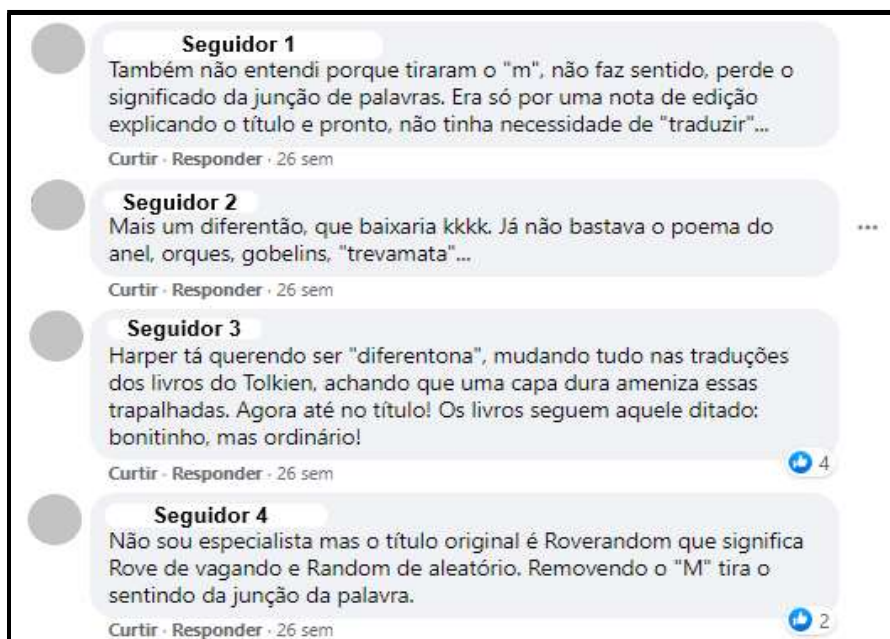 Seguidor 1
Também não entendi porque tiraram o "m", não faz sentido, perde o
significado da junção de palavras. Era só por uma nota de edição
explicando o título e pronto, não tinha necessidade de "traduzir"...
Curtir · Responder · 26 sem
Seguidor 2
Mais um diferentão, que baixaria kkkk. Já não bastava o poema do
anel, orques, gobelins, "trevamata"...
Curtir · Responder · 26 sem
Seguidor 3
Harper tá querendo ser "diferentona", mudando tudo nas traduções
dos livros do Tolkien, achando que uma capa dura ameniza essas
trapalhadas. Agora até no título! Os livros seguem aquele ditado:
bonitinho, mas ordinário!
4
Curtir · Responder · 26 sem
Seguidor 4
Não sou especialista mas o título original é Roverandom que significa
Rove de vagando e Random de aleatório. Removendo o "M" tira o
sentindo da junção da palavra.
2
Curtir · Responder · 26 sem